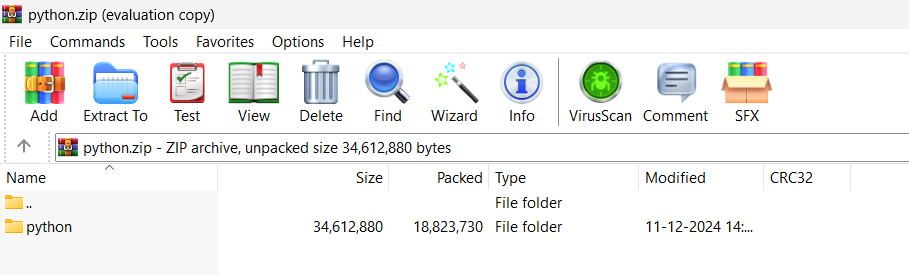 python.zip (evaluation copy)
File Commands Tools Favorites Options Help
Add Extract To Test View Delete Find Wizard Info VirusScan Comment SFX
python.zip - ZIP archive, unpacked size 34,612,880 bytes
Name Size Packed Type Modified CRC32
.. File folder
python 34,612,880 18,823,730 File folder 11-12-2024 14:...